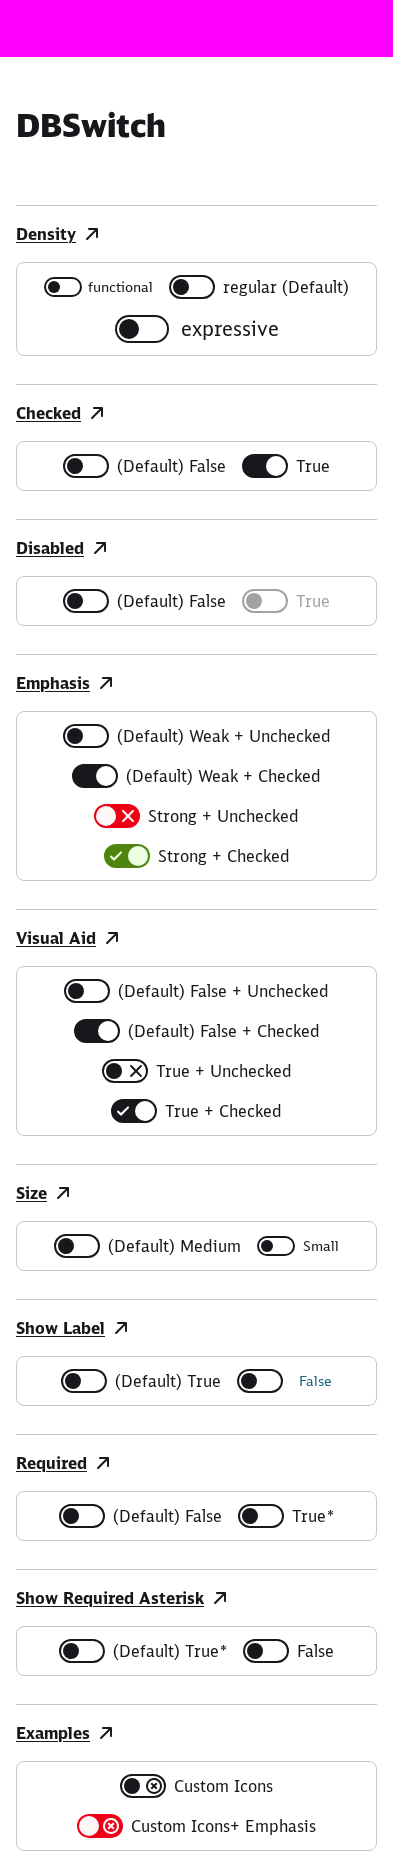 DBSwitch
Density
functional regular (Default)
expressive
Checked
(Default) False True
Disabled
(Default) False True
Emphasis
(Default) Weak + Unchecked
(Default) Weak + Checked
Strong + Unchecked
Strong + Checked
Visual Aid
(Default) False + Unchecked
(Default) False + Checked
True + Unchecked
True + Checked
Size
(Default) Medium Small
Show Label
(Default) True False
Required
(Default) False True*
Show Required Asterisk
(Default) True* False
Examples
Custom Icons
Custom Icons+ Emphasis